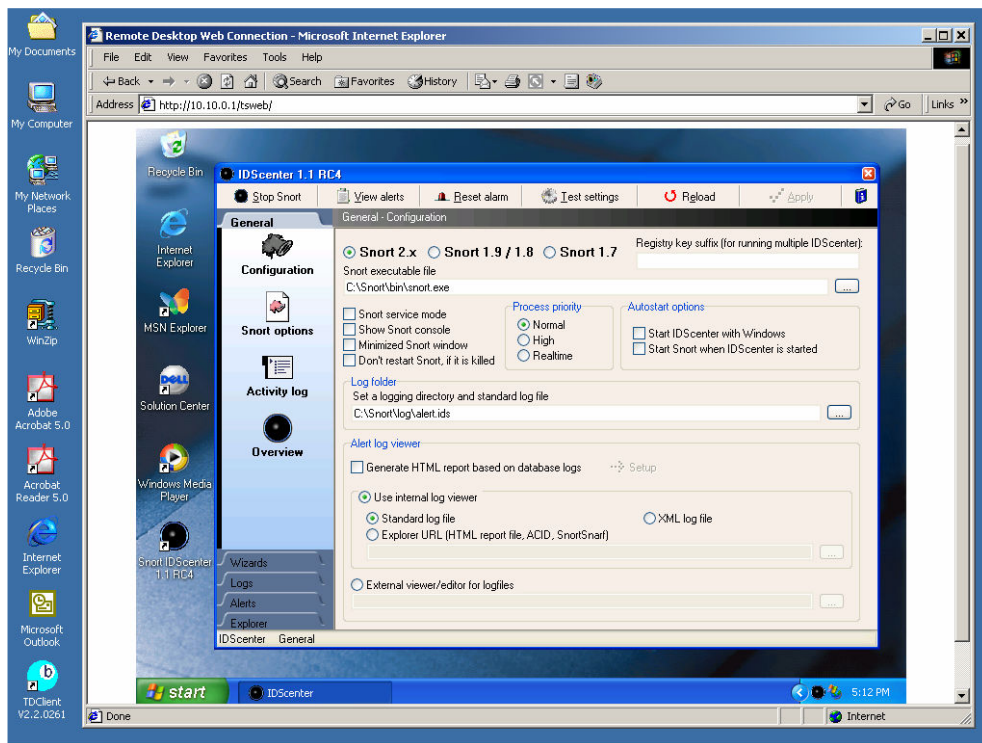 My Documents
My Computer
My Network
Places
Recycle Bin
WinZip
Adobe
Acrobat 5.0
Acrobat
Reader 5.0
Internet
Explorer
Microsoft
Outlook
TDClient
V2.2.0261
Remote Desktop Web Connection - Microsoft Internet Explorer
File Edit View Favorites Tools Help
Back Search Favorites History
Address http://10.10.0.1/tsweb/ Go Links »
Recycle Bin
Internet
Explorer
MSN Explorer
DELL
Solution Center
Windows Media
Player
Snort IDScenter
1.1 RC4
IDScenter 1.1 RC4
Stop Snort View alerts Reset alarm Test settings Reload Apply
General
Configuration
Snort options
Activity log
Overview
Wizards
Logs
Alerts
Explorer
General - Configuration
Snort 2.x Snort 1.9 / 1.8 Snort 1.7
Registry key suffix (for running multiple IDScenter):
Snort executable file
C:\Snort\bin\snort.exe ...
Snort service mode
Show Snort console
Minimized Snort window
Don't restart Snort, if it is killed
Process priority
Normal
High
Realtime
Autostart options
Start IDScenter with Windows
Start Snort when IDScenter is started
Log folder
Set a logging directory and standard log file
C:\Snort\log\alert.ids ...
Alert log viewer
Generate HTML report based on database logs Setup
Use internal log viewer
Standard log file XML log file
Explorer URL (HTML report file, ACID, SnortSnarf)
...
External viewer/editor for logfiles
...
IDScenter General
start IDScenter 5:12 PM
Done Internet